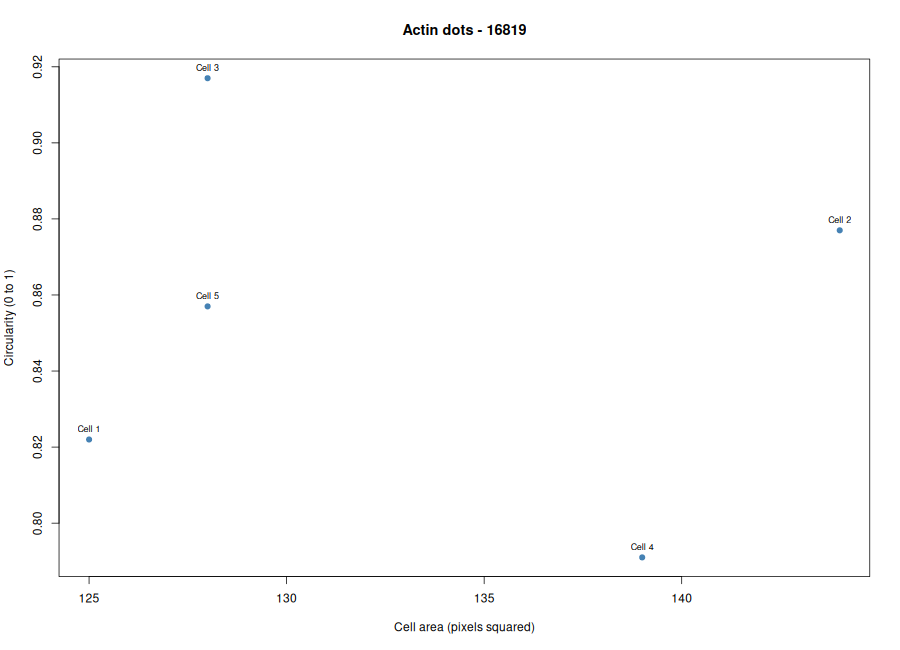 Actin dots - 16819
Cell 3
Cell 2
Cell 5
Cell 1
Cell 4
0.92
0.90
0.88
0.86
0.84
0.82
0.80
Circularity (0 to 1)
125 130 135 140
Cell area (pixels squared)